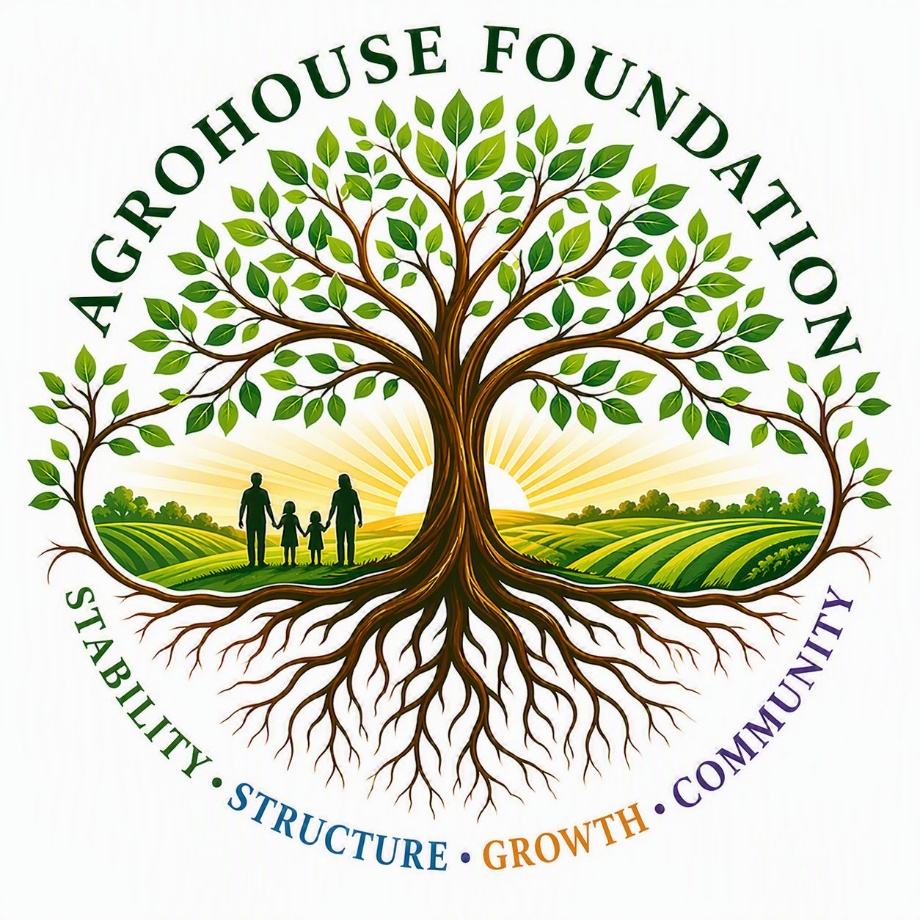 AGROHOUSE FOUNDATION
STABILITY • STRUCTURE • GROWTH • COMMUNITY